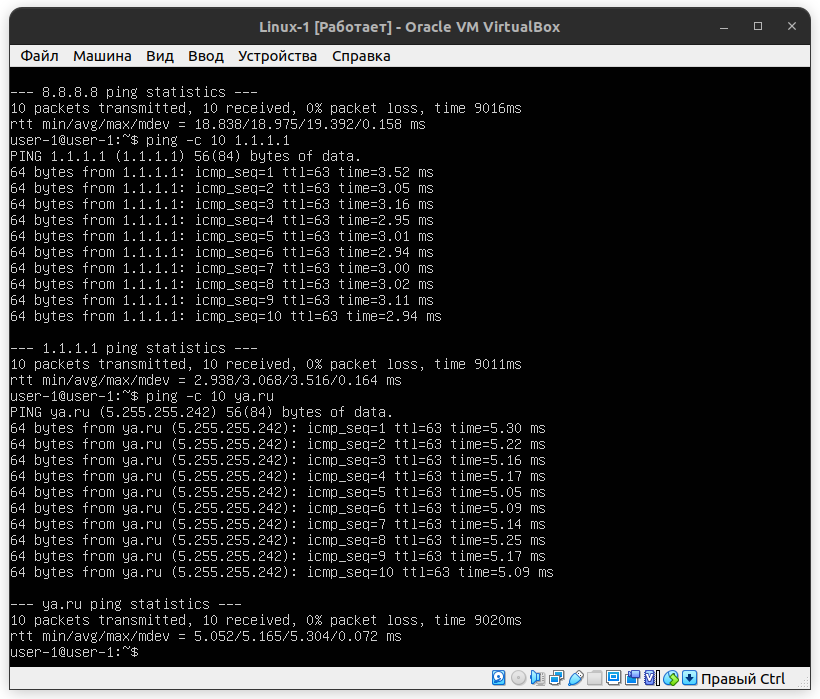 Linux-1 [Работает] - Oracle VM VirtualBox
Файл Машина Вид Ввод Устройства Справка
--- 8.8.8.8 ping statistics ---
10 packets transmitted, 10 received, 0% packet loss, time 9016ms
rtt min/avg/max/mdev = 18.838/18.975/19.392/0.158 ms
user-1@user-1:~$ ping -c 10 1.1.1.1
PING 1.1.1.1 (1.1.1.1) 56(84) bytes of data.
64 bytes from 1.1.1.1: icmp_seq=1 ttl=63 time=3.52 ms
64 bytes from 1.1.1.1: icmp_seq=2 ttl=63 time=3.05 ms
64 bytes from 1.1.1.1: icmp_seq=3 ttl=63 time=3.16 ms
64 bytes from 1.1.1.1: icmp_seq=4 ttl=63 time=2.95 ms
64 bytes from 1.1.1.1: icmp_seq=5 ttl=63 time=3.01 ms
64 bytes from 1.1.1.1: icmp_seq=6 ttl=63 time=2.94 ms
64 bytes from 1.1.1.1: icmp_seq=7 ttl=63 time=3.00 ms
64 bytes from 1.1.1.1: icmp_seq=8 ttl=63 time=3.02 ms
64 bytes from 1.1.1.1: icmp_seq=9 ttl=63 time=3.11 ms
64 bytes from 1.1.1.1: icmp_seq=10 ttl=63 time=2.94 ms
--- 1.1.1.1 ping statistics ---
10 packets transmitted, 10 received, 0% packet loss, time 9011ms
rtt min/avg/max/mdev = 2.938/3.068/3.516/0.164 ms
user-1@user-1:~$ ping -c 10 ya.ru
PING ya.ru (5.255.255.242) 56(84) bytes of data.
64 bytes from ya.ru (5.255.255.242): icmp_seq=1 ttl=63 time=5.30 ms
64 bytes from ya.ru (5.255.255.242): icmp_seq=2 ttl=63 time=5.22 ms
64 bytes from ya.ru (5.255.255.242): icmp_seq=3 ttl=63 time=5.16 ms
64 bytes from ya.ru (5.255.255.242): icmp_seq=4 ttl=63 time=5.17 ms
64 bytes from ya.ru (5.255.255.242): icmp_seq=5 ttl=63 time=5.05 ms
64 bytes from ya.ru (5.255.255.242): icmp_seq=6 ttl=63 time=5.09 ms
64 bytes from ya.ru (5.255.255.242): icmp_seq=7 ttl=63 time=5.14 ms
64 bytes from ya.ru (5.255.255.242): icmp_seq=8 ttl=63 time=5.25 ms
64 bytes from ya.ru (5.255.255.242): icmp_seq=9 ttl=63 time=5.17 ms
64 bytes from ya.ru (5.255.255.242): icmp_seq=10 ttl=63 time=5.09 ms
--- ya.ru ping statistics ---
10 packets transmitted, 10 received, 0% packet loss, time 9020ms
rtt min/avg/max/mdev = 5.052/5.165/5.304/0.072 ms
user-1@user-1:~$
Правый Ctrl